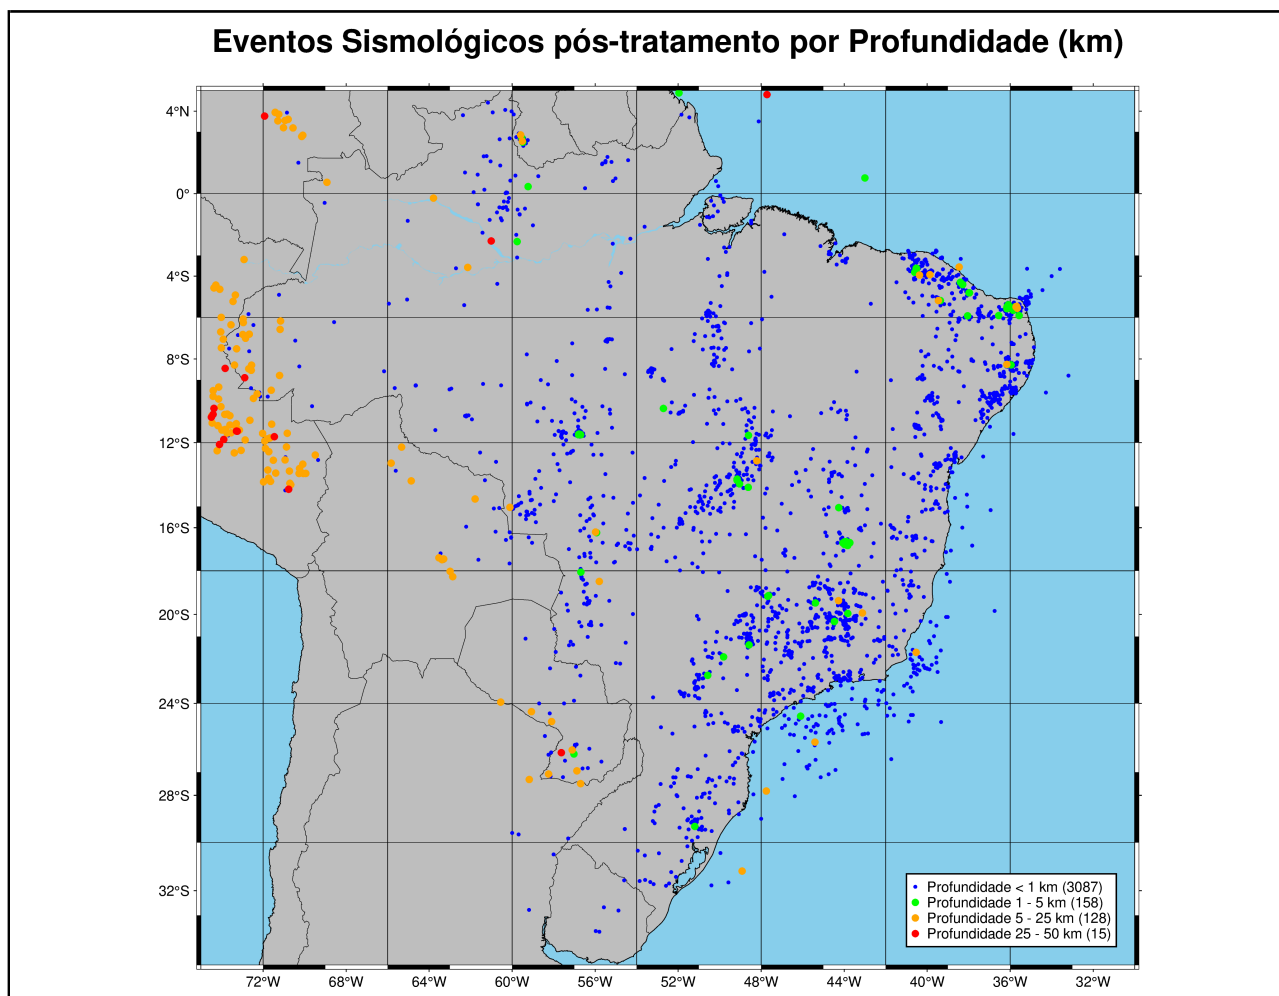 Eventos Sismológicos pós-tratamento por Profundidade (km)
4°N
0°
4°S
8°S
12°S
16°S
20°S
24°S
28°S
32°S
Profundidade < 1 km (3087)
Profundidade 1 - 5 km (158)
Profundidade 5 - 25 km (128)
Profundidade 25 - 50 km (15)
72°W 68°W 64°W 60°W 56°W 52°W 48°W 44°W 40°W 36°W 32°W